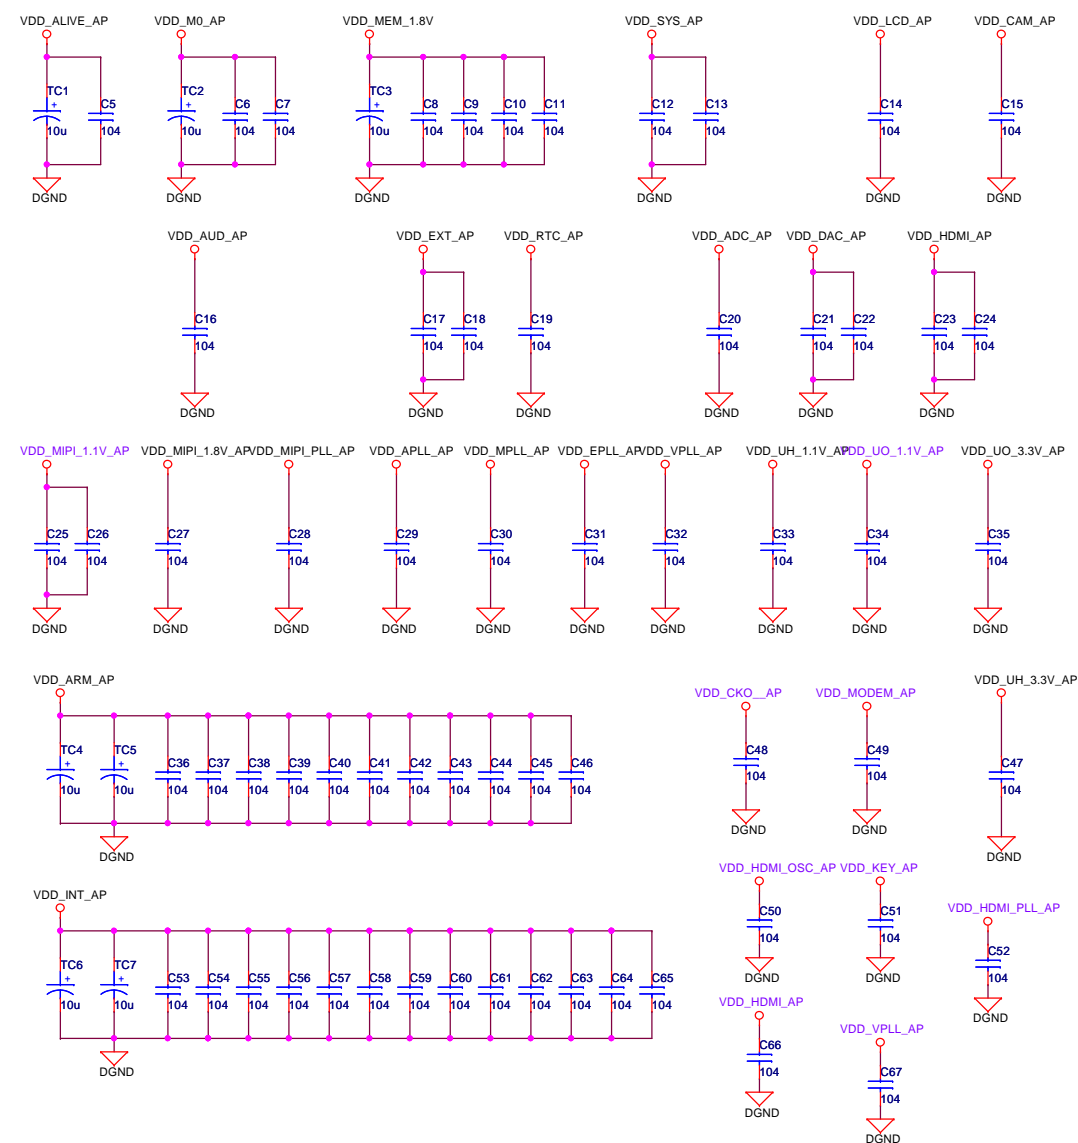 VDD_ALIVE_AP VDD_M0_AP VDD_MEM_1.8V VDD_SYS_AP VDD_LCD_AP VDD_CAM_AP
TC1 C5 TC2 C6 C7 TC3 C8 C9 C10 C11 C12 C13 C14 C15
+ + +
10u 104 10u 104 104 10u 104 104 104 104 104 104 104 104
DGND DGND DGND DGND DGND DGND
VDD_AUD_AP VDD_EXT_AP VDD_RTC_AP VDD_ADC_AP VDD_DAC_AP VDD_HDMI_AP
C16 C17 C18 C19 C20 C21 C22 C23 C24
104 104 104 104 104 104 104 104 104
DGND DGND DGND DGND DGND DGND
VDD_MIPI_1.1V_AP VDD_MIPI_1.8V_AP VDD_MIPI_PLL_AP VDD_APLL_AP VDD_MPLL_AP VDD_EPLL_AP VDD_VPLL_AP VDD_UH_1.1V_AP VDD_UO_1.1V_AP VDD_UO_3.3V_AP
C25 C26 C27 C28 C29 C30 C31 C32 C33 C34 C35
104 104 104 104 104 104 104 104 104 104 104
DGND DGND DGND DGND DGND DGND DGND DGND DGND DGND
VDD_ARM_AP VDD_CKO__AP VDD_MODEM_AP VDD_UH_3.3V_AP
TC4 TC5 C36 C37 C38 C39 C40 C41 C42 C43 C44 C45 C46 C48 C49 C47
+ +
10u 10u 104 104 104 104 104 104 104 104 104 104 104 104 104 104
DGND DGND DGND DGND
VDD_INT_AP VDD_HDMI_OSC_AP VDD_KEY_AP VDD_HDMI_PLL_AP
C50 C51 C52
104 104 104
DGND DGND DGND
TC6 TC7 C53 C54 C55 C56 C57 C58 C59 C60 C61 C62 C63 C64 C65
+ +
10u 10u 104 104 104 104 104 104 104 104 104 104 104 104 104
DGND
VDD_HDMI_AP VDD_VPLL_AP
C66 C67
104 104
DGND DGND